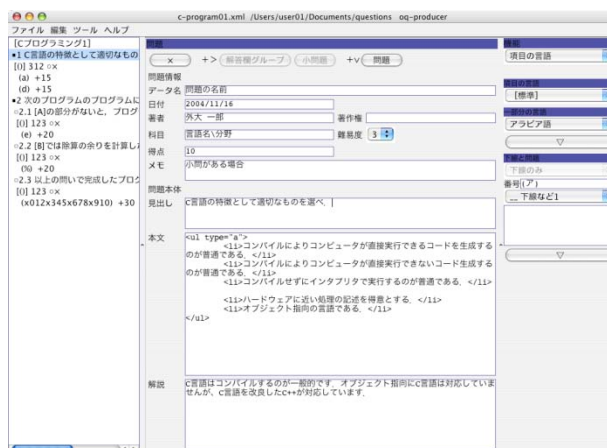 c-program01.xml /Users/user01/Documents/questions oq-producer
ファイル 編集 ツール ヘルプ
[Cプログラミング1]
•1 C言語の特徴として適切なもの
[()] 312 ○×
(a) +15
(d) +15
•2 次のプログラムのプログラムに
○2.1 [A]の部分がないと，プログ
[()] 123 ○×
(e) +20
○2.2 [B]では除算の余りを計算し
[()] 123 ○×
(%) +20
○2.3 以上の問いで完成したプログ
[()] 123 ○×
(x012x345x678x910) +30
問題
× +> 解答欄グループ 小問題 +v 問題
問題情報
データ名 問題の名前
日付 2004/11/16
著者 外大 一郎 著作権
科目 言語名\分野 難易度 3
得点 10
メモ 小問がある場合
問題本体
見出し C言語の特徴として適切なものを選べ．
本文 <ul type="a">
<li>コンパイルによりコンピュータが直接実行できるコードを生成する
のが普通である．</li>
<li>コンパイルによりコンピュータが直接実行できないコード生成する
のが普通である．</li>
<li>コンパイルせずにインタプリタで実行するのが普通である．</li>
<li>ハードウェアに近い処理の記述を得意とする．</li>
<li>オブジェクト指向の言語である．</li>
</ul>
解説 C言語はコンパイルするのが一般的です．オブジェクト指向にC言語は対応していま
せんが，C言語を改良したC++が対応しています．
機能
項目の言語
項目の言語
[標準]
一部分の言語
アラビア語
▽
下線と問題
下線のみ
番号(ア)
__ 下線など1
▽